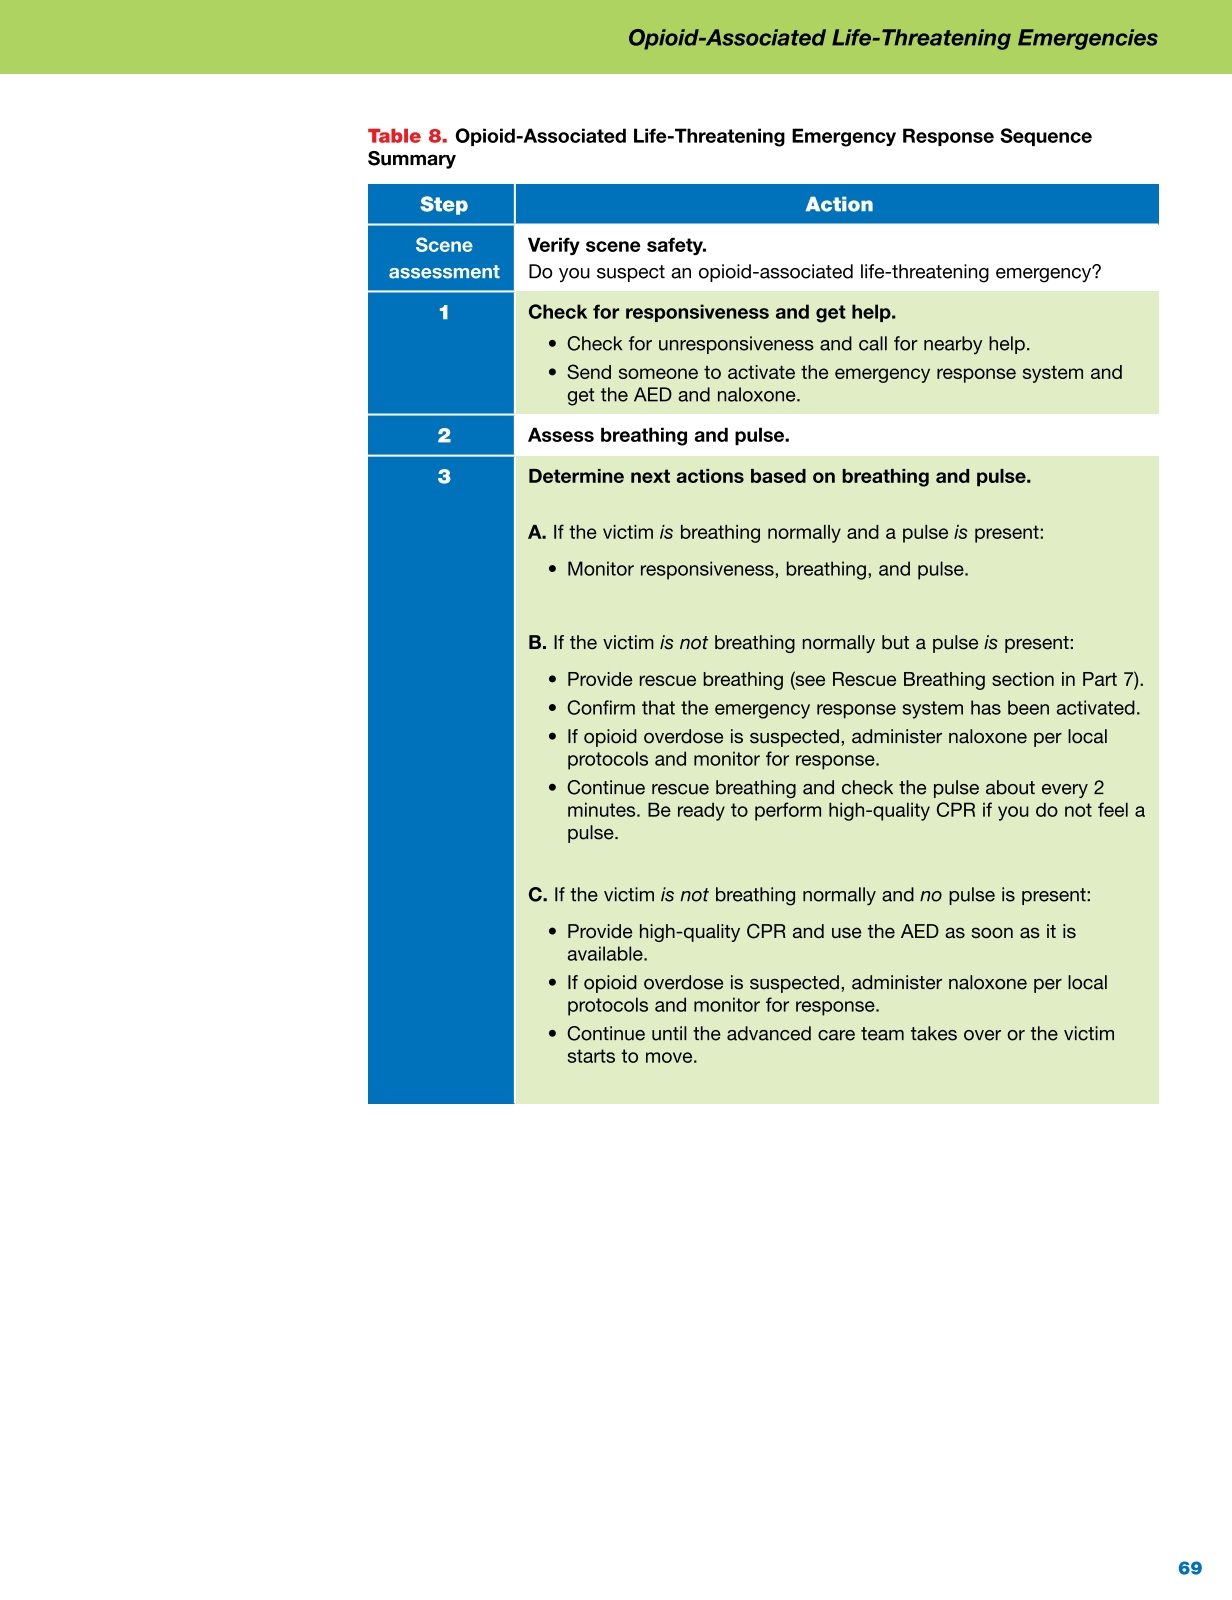 Opioid-Associated Life-Threatening Emergencies
Table 8. Opioid-Associated Life-Threatening Emergency Response Sequence
Summary
Step
Action
Scene
assessment
Verify scene safety.
Do you suspect an opioid-associated life-threatening emergency?
1
Check for responsiveness and get help.
• Check for unresponsiveness and call for nearby help.
• Send someone to activate the emergency response system and
get the AED and naloxone.
2
Assess breathing and pulse.
3
Determine next actions based on breathing and pulse.
A. If the victim is breathing normally and a pulse is present:
• Monitor responsiveness, breathing, and pulse.
B. If the victim is not breathing normally but a pulse is present:
• Provide rescue breathing (see Rescue Breathing section in Part 7).
• Confirm that the emergency response system has been activated.
• If opioid overdose is suspected, administer naloxone per local
protocols and monitor for response.
• Continue rescue breathing and check the pulse about every 2
minutes. Be ready to perform high-quality CPR if you do not feel a
pulse.
C. If the victim is not breathing normally and no pulse is present:
• Provide high-quality CPR and use the AED as soon as it is
available.
• If opioid overdose is suspected, administer naloxone per local
protocols and monitor for response.
• Continue until the advanced care team takes over or the victim
starts to move.
69